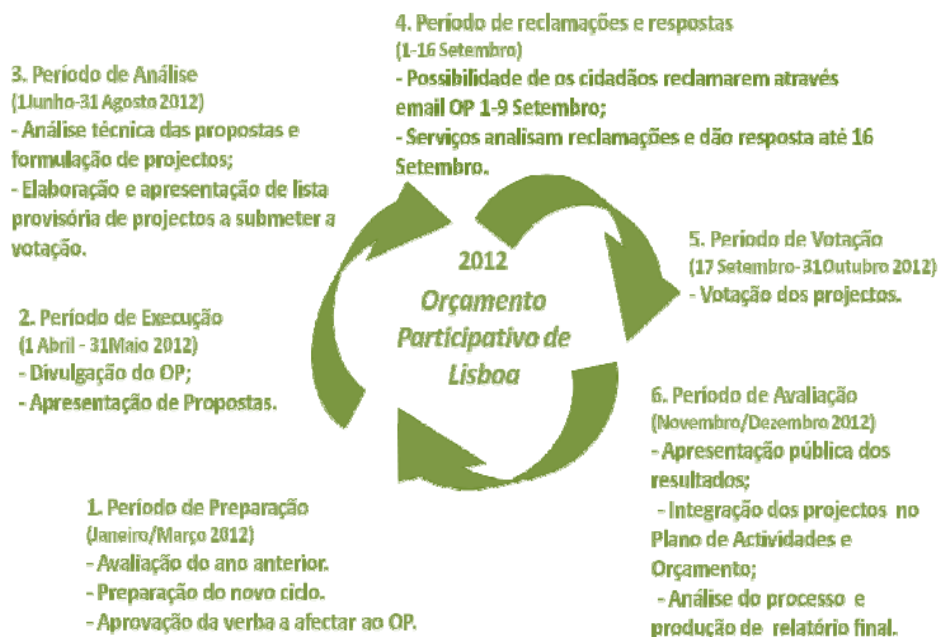 4. Período de reclamações e respostas
(1-16 Setembro)
- Possibilidade de os cidadãos reclamarem através
email OP 1-9 Setembro;
- Serviços analisam reclamações e dão resposta até 16
Setembro.
3. Período de Análise
(1Junho-31 Agosto 2012)
- Análise técnica das propostas e
formulação de projectos;
- Elaboração e apresentação de lista
provisória de projectos a submeter a
votação.
2012
Orçamento
Participativo de
Lisboa
5. Período de Votação
(17 Setembro-31Outubro 2012)
- Votação dos projectos.
2. Período de Execução
(1 Abril - 31Maio 2012)
- Divulgação do OP;
- Apresentação de Propostas.
6. Período de Avaliação
(Novembro/Dezembro 2012)
- Apresentação pública dos
resultados;
- Integração dos projectos no
Plano de Actividades e
Orçamento;
- Análise do processo e
produção de relatório final.
1. Período de Preparação
(Janeiro/Março 2012)
- Avaliação do ano anterior.
- Preparação do novo ciclo.
- Aprovação da verba a afectar ao OP.